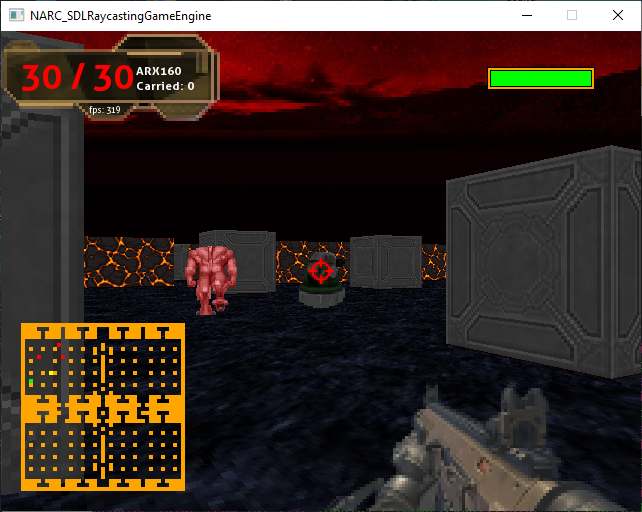 NARC_SDLRaycastingGameEngine
30 / 30
ARX160
Carried: 0
fps: 319